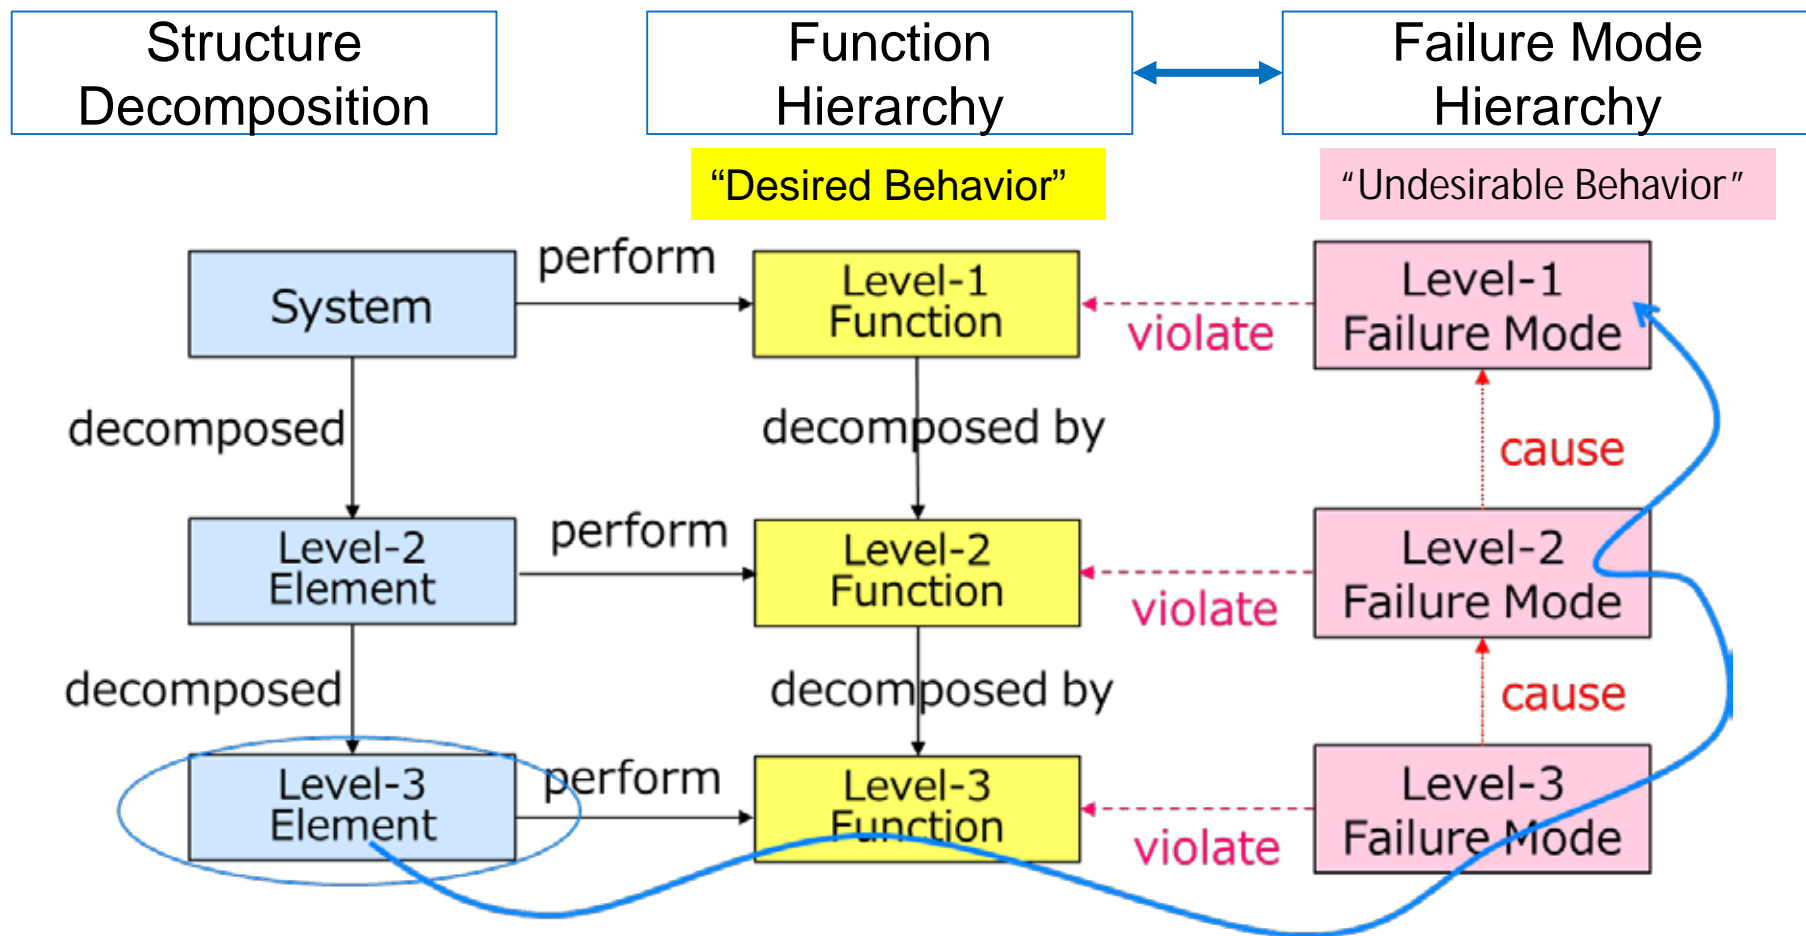 Structure
Decomposition
Function
Hierarchy
Failure Mode
Hierarchy
“Desired Behavior”
“Undesirable Behavior”
System
perform
Level-1
Function
violate
Level-1
Failure Mode
decomposed
decomposed by
cause
Level-2
Element
perform
Level-2
Function
violate
Level-2
Failure Mode
decomposed
decomposed by
cause
Level-3
Element
perform
Level-3
Function
violate
Level-3
Failure Mode